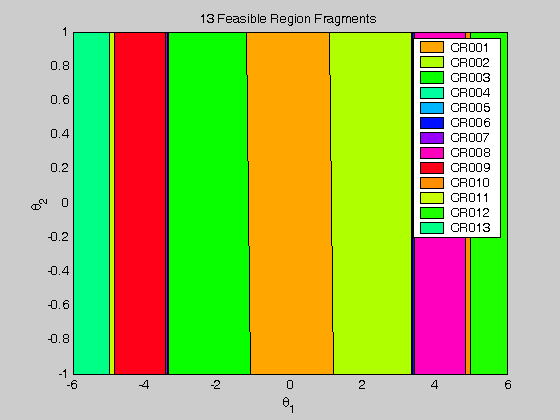 13 Feasible Region Fragments
1
0.8
0.6
0.4
0.2
0
-0.2
-0.4
-0.6
-0.8
-1
θ2
-6 -4 -2 0 2 4 6
θ1
CR001
CR002
CR003
CR004
CR005
CR006
CR007
CR008
CR009
CR010
CR011
CR012
CR013